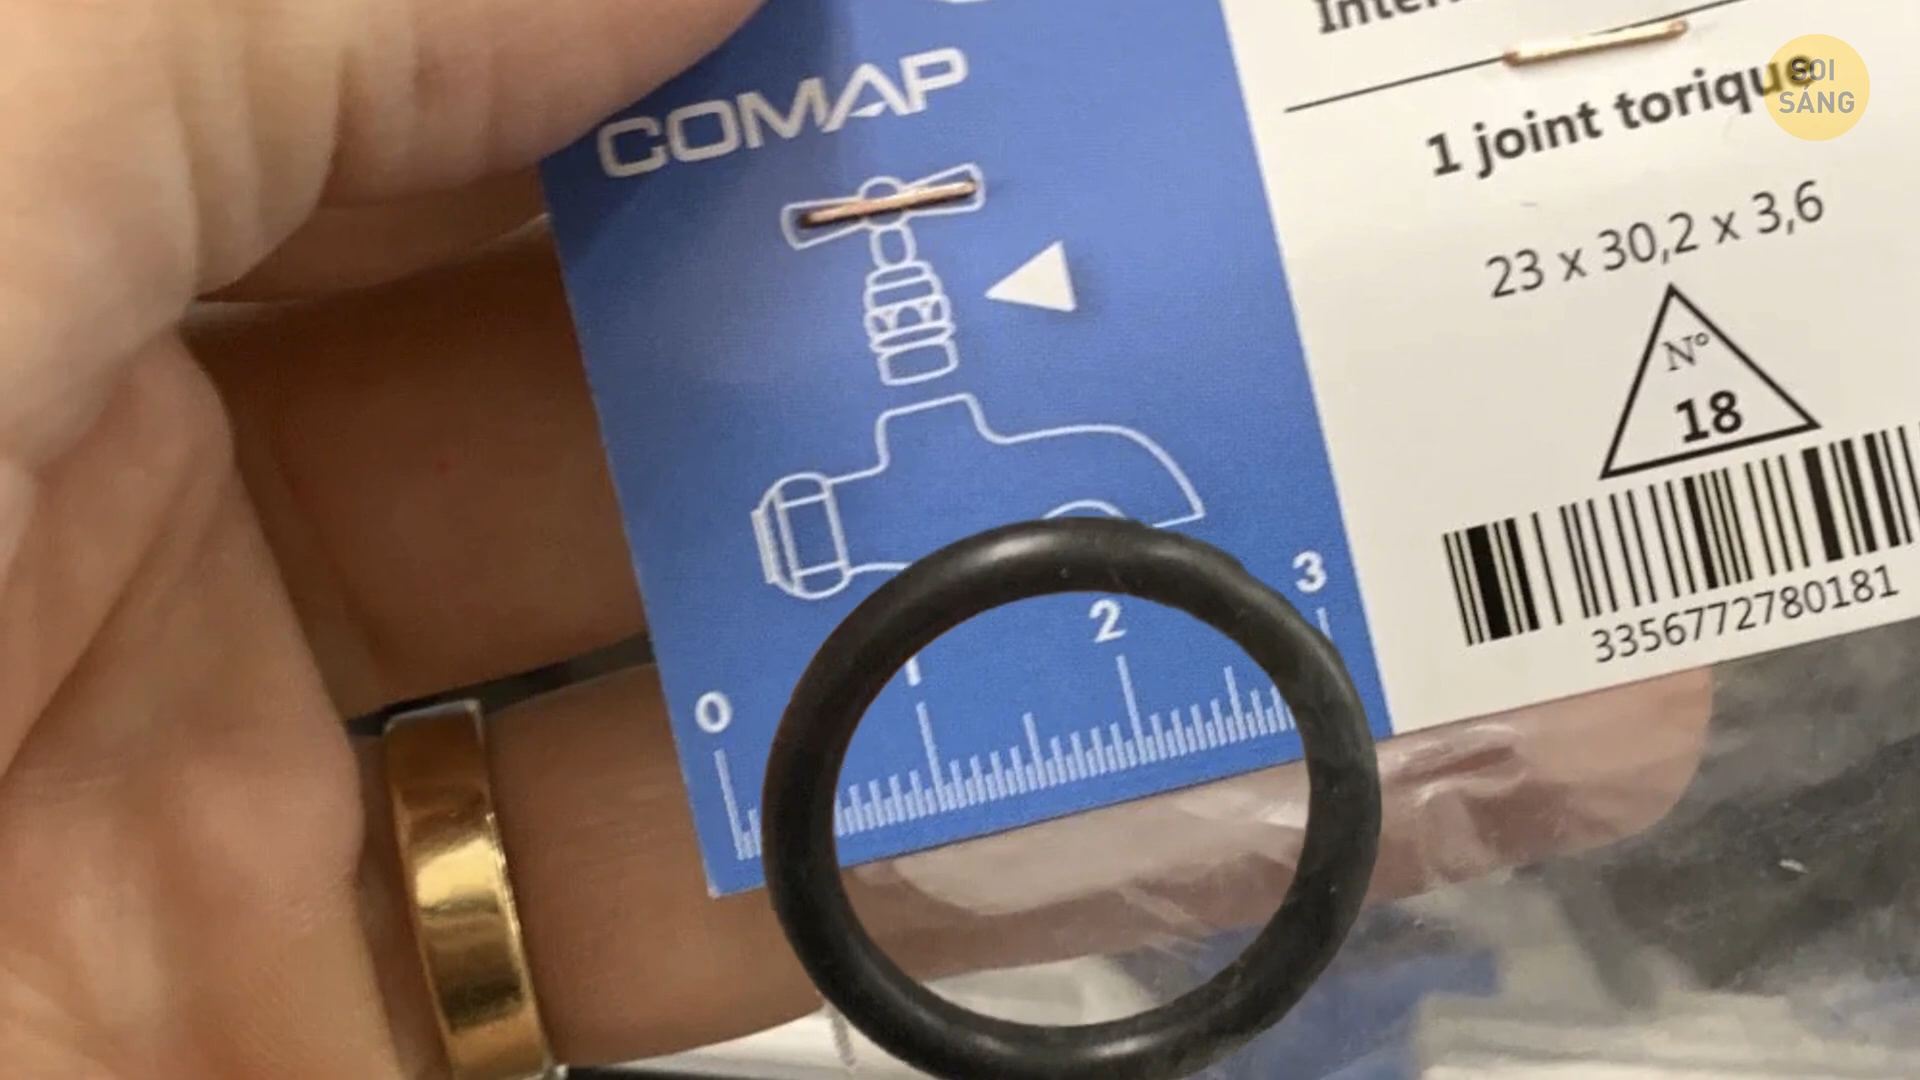 COMAP
1 joint torique
23 x 30,2 x 3,6
N°
18
3356772780181
0
1
2
3
SOI
SÁNG